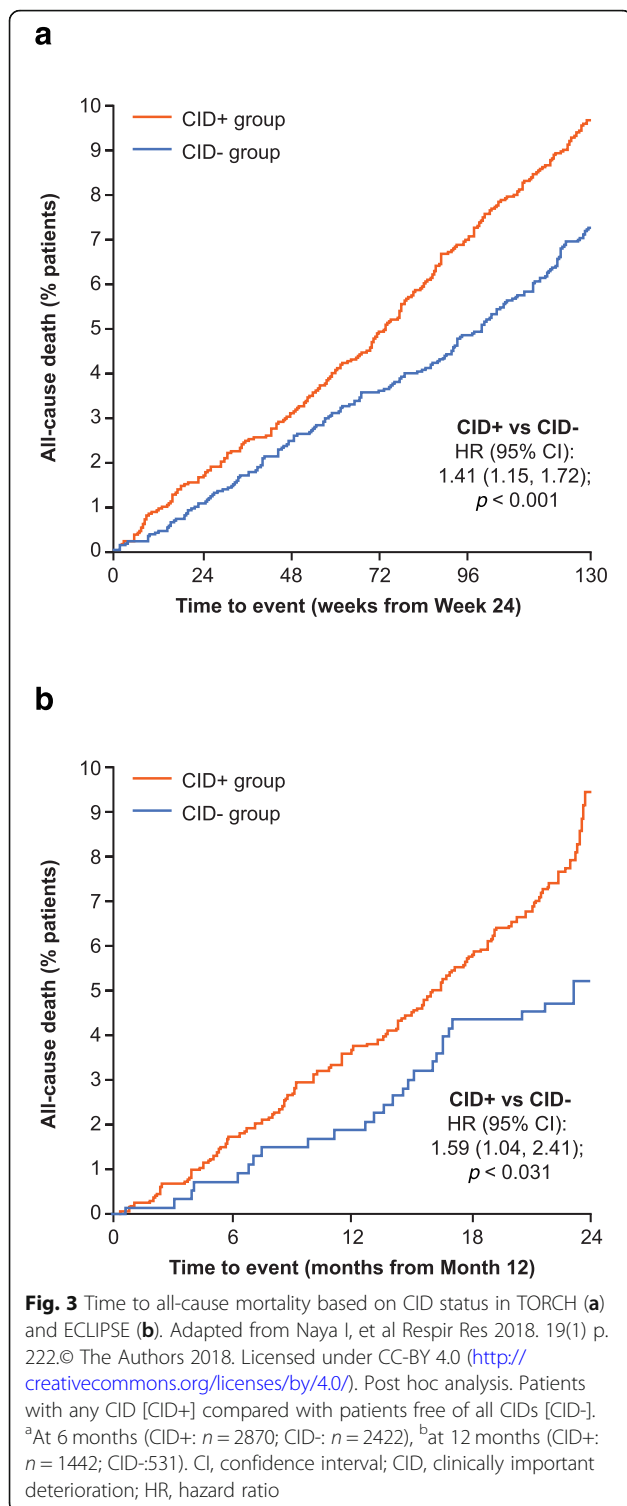 a
10
9
8
7
6
5
4
3
2
1
0
All-cause death (% patients)
CID+ group
CID- group
CID+ vs CID-
HR (95% CI):
1.41 (1.15, 1.72);
p < 0.001
0 24 48 72 96 130
Time to event (weeks from Week 24)
b
10
9
8
7
6
5
4
3
2
1
0
All-cause death (% patients)
CID+ group
CID- group
CID+ vs CID-
HR (95% CI):
1.59 (1.04, 2.41);
p < 0.031
0 6 12 18 24
Time to event (months from Month 12)
Fig. 3 Time to all-cause mortality based on CID status in TORCH (a)
and ECLIPSE (b). Adapted from Naya I, et al Respir Res 2018. 19(1) p.
222.© The Authors 2018. Licensed under CC-BY 4.0 (http://
creativecommons.org/licenses/by/4.0/). Post hoc analysis. Patients
with any CID [CID+] compared with patients free of all CIDs [CID-].
aAt 6 months (CID+: n = 2870; CID-: n = 2422), bat 12 months (CID+:
n = 1442; CID-:531). CI, confidence interval; CID, clinically important
deterioration; HR, hazard ratio